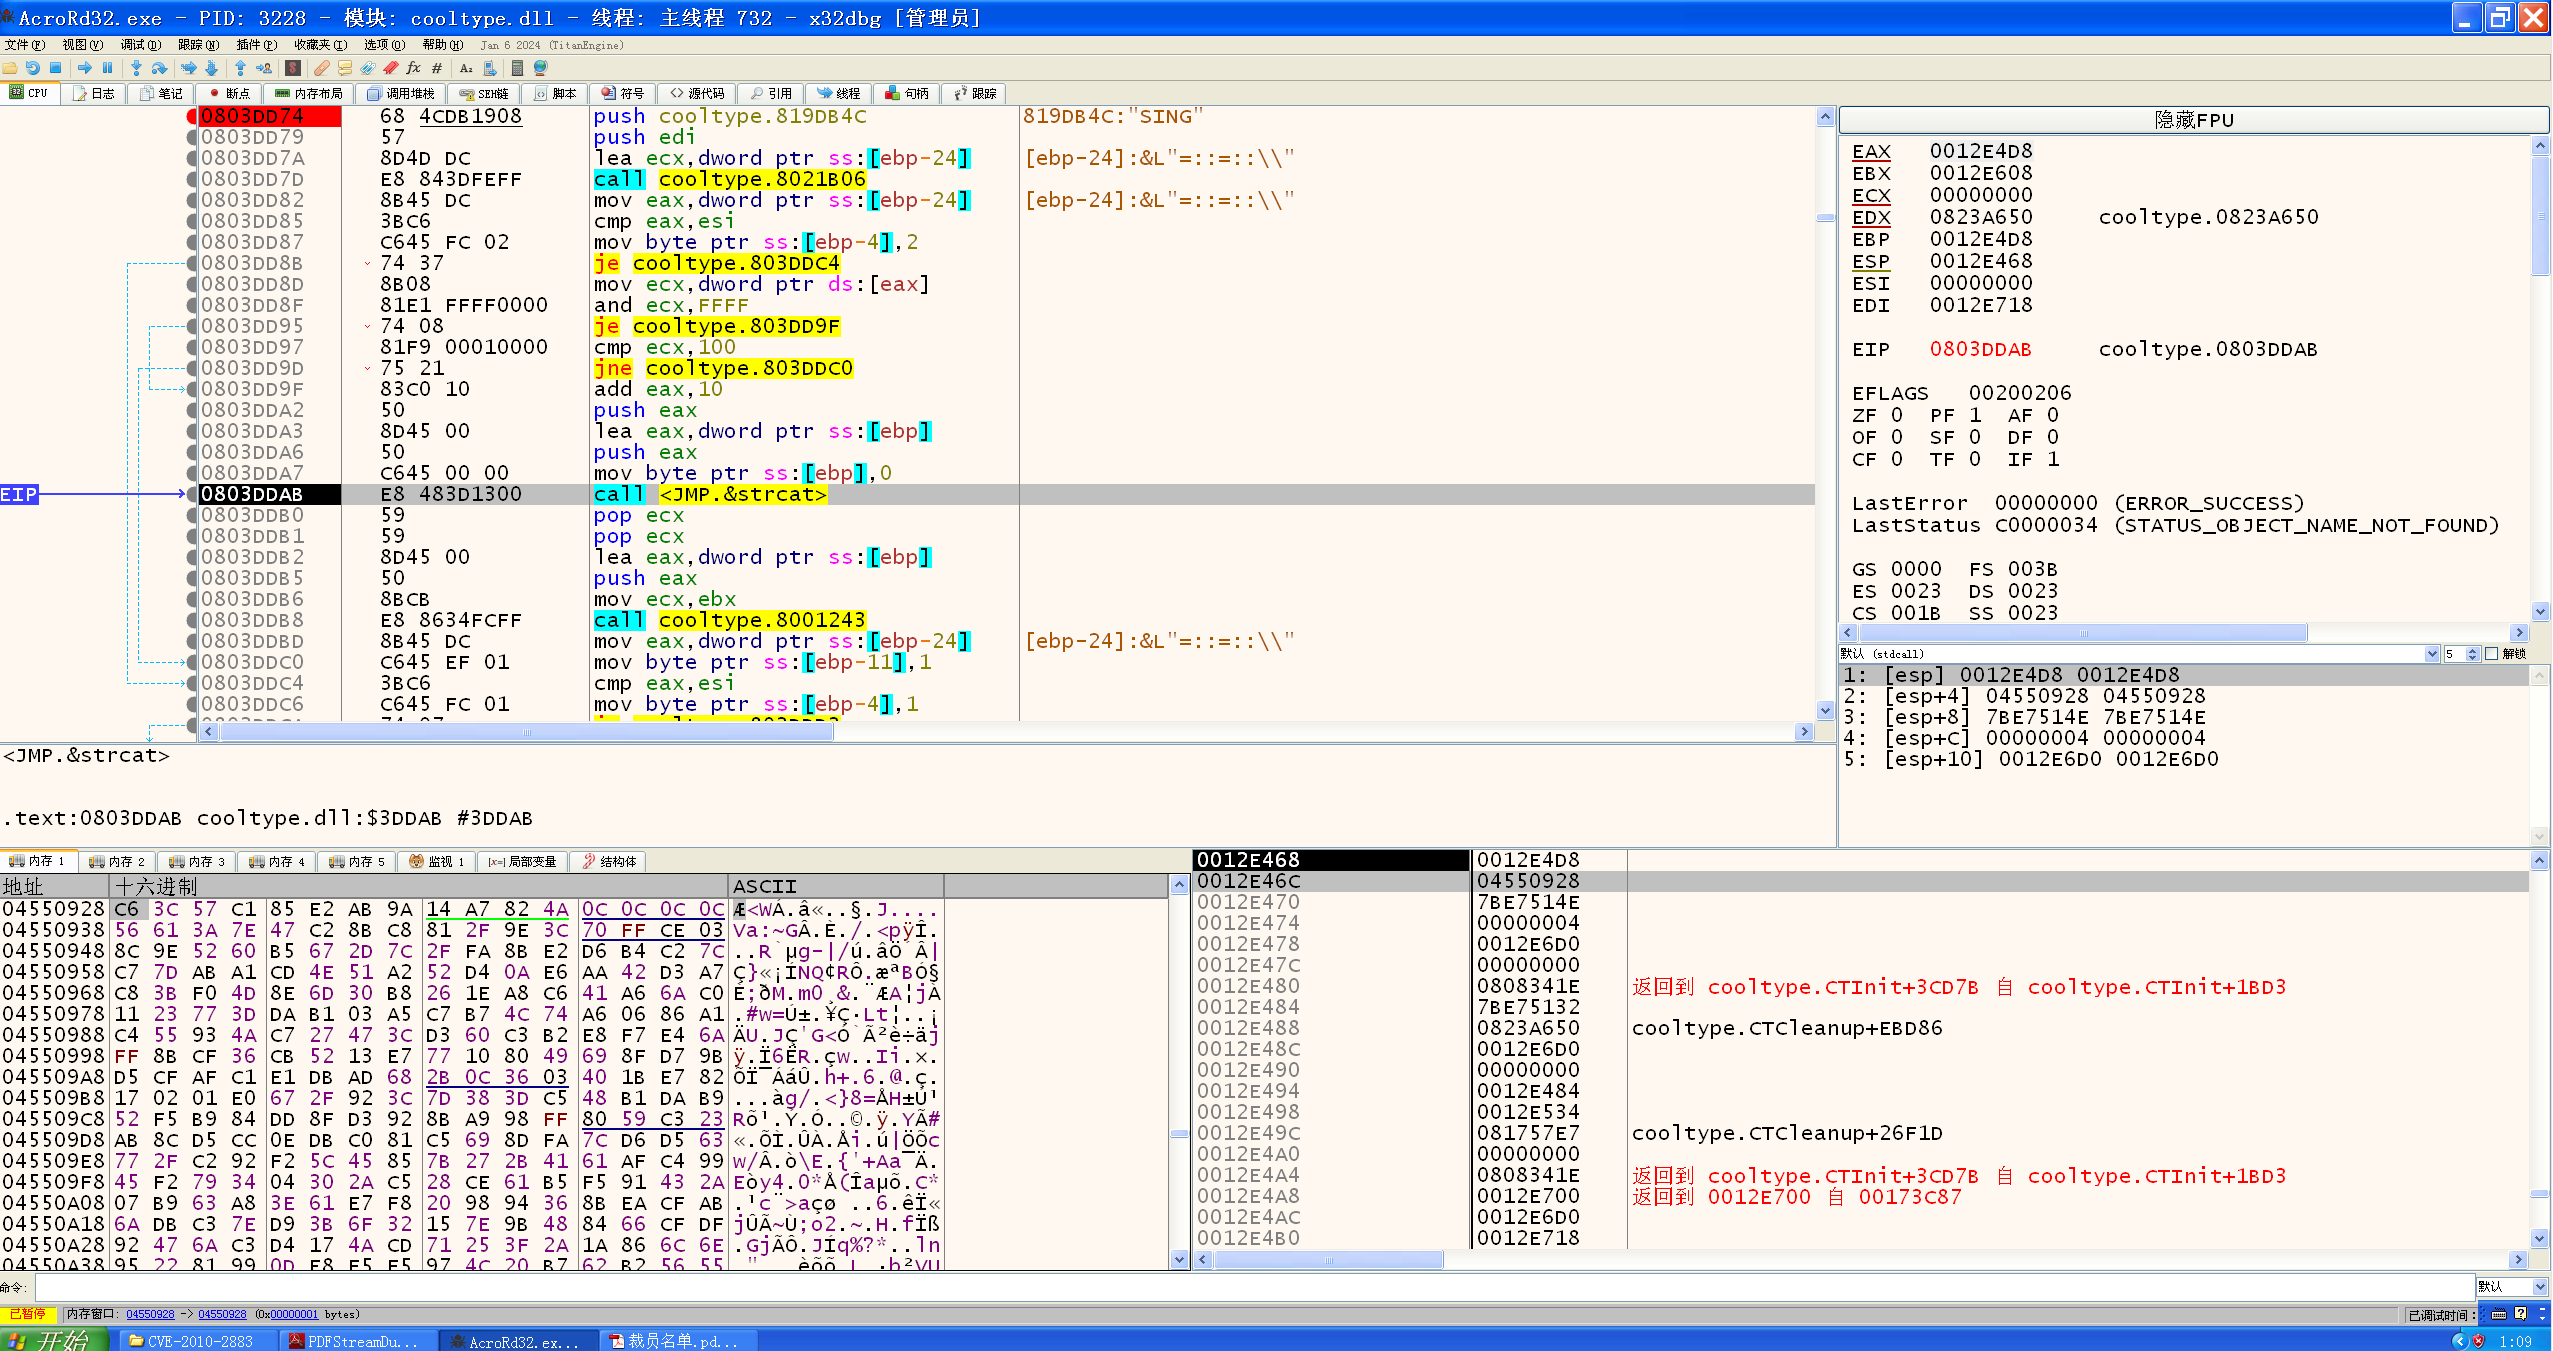 AcroRd32.exe - PID: 3228 - 模块: cooltype.dll - 线程: 主线程 732 - x32dbg [管理员]
文件(F) 视图(V) 调试(D) 跟踪(N) 插件(P) 收藏夹(I) 选项(O) 帮助(H) Jan 6 2024 (TitanEngine)
CPU 日志 笔记 断点 内存布局 调用堆栈 SEH链 脚本 符号 源代码 引用 线程 句柄 跟踪
0803DD74 68 4CDB1908 push cooltype.819DB4C 819DB4C:"SING"
0803DD79 57 push edi
0803DD7A 8D4D DC lea ecx,dword ptr ss:[ebp-24] [ebp-24]:&L"=::=::\\"
0803DD7D E8 843DFEFF call cooltype.8021B06
0803DD82 8B45 DC mov eax,dword ptr ss:[ebp-24] [ebp-24]:&L"=::=::\\"
0803DD85 3BC6 cmp eax,esi
0803DD87 C645 FC 02 mov byte ptr ss:[ebp-4],2
0803DD8B 74 37 je cooltype.803DDC4
0803DD8D 8B08 mov ecx,dword ptr ds:[eax]
0803DD8F 81E1 FFFF0000 and ecx,FFFF
0803DD95 74 08 je cooltype.803DD9F
0803DD97 81F9 00010000 cmp ecx,100
0803DD9D 75 21 jne cooltype.803DDC0
0803DD9F 83C0 10 add eax,10
0803DDA2 50 push eax
0803DDA3 8D45 00 lea eax,dword ptr ss:[ebp]
0803DDA6 50 push eax
0803DDA7 C645 00 00 mov byte ptr ss:[ebp],0
EIP 0803DDAB E8 483D1300 call <JMP.&strcat>
0803DDB0 59 pop ecx
0803DDB1 59 pop ecx
0803DDB2 8D45 00 lea eax,dword ptr ss:[ebp]
0803DDB5 50 push eax
0803DDB6 8BCB mov ecx,ebx
0803DDB8 E8 8634FCFF call cooltype.8001243
0803DDBD 8B45 DC mov eax,dword ptr ss:[ebp-24] [ebp-24]:&L"=::=::\\"
0803DDC0 C645 EF 01 mov byte ptr ss:[ebp-11],1
0803DDC4 3BC6 cmp eax,esi
0803DDC6 C645 FC 01 mov byte ptr ss:[ebp-4],1
隐藏FPU
EAX 0012E4D8
EBX 0012E608
ECX 00000000
EDX 0823A650 cooltype.0823A650
EBP 0012E4D8
ESP 0012E468
ESI 00000000
EDI 0012E718
EIP 0803DDAB cooltype.0803DDAB
EFLAGS 00200206
ZF 0 PF 1 AF 0
OF 0 SF 0 DF 0
CF 0 TF 0 IF 1
LastError 00000000 (ERROR_SUCCESS)
LastStatus C0000034 (STATUS_OBJECT_NAME_NOT_FOUND)
GS 0000 FS 003B
ES 0023 DS 0023
CS 001B SS 0023
默认 (stdcall) 5 解锁
1: [esp] 0012E4D8 0012E4D8
2: [esp+4] 04550928 04550928
3: [esp+8] 7BE7514E 7BE7514E
4: [esp+C] 00000004 00000004
5: [esp+10] 0012E6D0 0012E6D0
<JMP.&strcat>
.text:0803DDAB cooltype.dll:$3DDAB #3DDAB
内存 1 内存 2 内存 3 内存 4 内存 5 监视 1 [x=]局部变量 结构体
地址 十六进制 ASCII
04550928 C6 3C 57 C1 85 E2 AB 9A 14 A7 82 4A 0C 0C 0C 0C Æ<WÁ.â«..§.J....
04550938 56 61 3A 7E 47 C2 8B C8 81 2F 9E 3C 70 FF CE 03 Va:~GÂ.È./.<pÿÎ.
04550948 8C 9E 52 60 B5 67 2D 7C 2F FA 8B E2 D6 B4 C2 7C ..R`µg-|/ú.âÖ´Â|
04550958 C7 7D AB A1 CD 4E 51 A2 52 D4 0A E6 AA 42 D3 A7 Ç}«¡ÍNQ¢RÔ.æªBÓ§
04550968 C8 3B F0 4D 8E 6D 30 B8 26 1E A8 C6 41 A6 6A C0 È;ðM.m0¸&.¨ÆA¦jÀ
04550978 11 23 77 3D DA B1 03 A5 C7 B7 4C 74 A6 06 86 A1 .#w=Ú±.¥Ç·Lt¦..¡
04550988 C4 55 93 4A C7 27 47 3C D3 60 C3 B2 E8 F7 E4 6A ÄU.JÇ'G<Ó`Ã²è÷äj
04550998 FF 8B CF 36 CB 52 13 E7 77 10 80 49 69 8F D7 9B ÿ.Ï6ËR.çw..Ii.×.
045509A8 D5 CF AF C1 E1 DB AD 68 2B 0C 36 03 40 1B E7 82 ÕÏ¯ÁáÛ.h+.6.@.ç.
045509B8 17 02 01 E0 67 2F 92 3C 7D 38 3D C5 48 B1 DA B9 ...àg/.<}8=ÅH±Ú¹
045509C8 52 F5 B9 84 DD 8F D3 92 8B A9 98 FF 80 59 C3 23 Rõ¹.Ý.Ó..©.ÿ.YÃ#
045509D8 AB 8C D5 CC 0E DB C0 81 C5 69 8D FA 7C D6 D5 63 «.ÕÌ.ÛÀ.Åi.ú|ÖÕc
045509E8 77 2F C2 92 F2 5C 45 85 7B 27 2B 41 61 AF C4 99 w/Â.ò\E.{'+Aa¯Ä.
045509F8 45 F2 79 34 04 30 2A C5 28 CE 61 B5 F5 91 43 2A Eòy4.0*Å(Îaµõ.C*
04550A08 07 B9 63 A8 3E 61 E7 F8 20 98 94 36 8B EA CF AB .¹c¨>açø ..6.êÏ«
04550A18 6A DB C3 7E D9 3B 6F 32 15 7E 9B 48 84 66 CF DF jÛÃ~Ù;o2.~.H.fÏß
04550A28 92 47 6A C3 D4 17 4A CD 71 25 3F 2A 1A 86 6C 6E .GjÃÔ.JÍq%?*..ln
04550A38 95 22 81 99 0D E8 F5 F5 97 4C 20 B7 62 B2 56 55
0012E468 0012E4D8
0012E46C 04550928
0012E470 7BE7514E
0012E474 00000004
0012E478 0012E6D0
0012E47C 00000000
0012E480 0808341E 返回到 cooltype.CTInit+3CD7B 自 cooltype.CTInit+1BD3
0012E484 7BE75132
0012E488 0823A650 cooltype.CTCleanup+EBD86
0012E48C 0012E6D0
0012E490 00000000
0012E494 0012E484
0012E498 0012E534
0012E49C 081757E7 cooltype.CTCleanup+26F1D
0012E4A0 00000000
0012E4A4 0808341E 返回到 cooltype.CTInit+3CD7B 自 cooltype.CTInit+1BD3
0012E4A8 0012E700 返回到 0012E700 自 00173C87
0012E4AC 0012E6D0
0012E4B0 0012E718
命令: 默认
已暂停 内存窗口: 04550928 -> 04550928 (0x00000001 bytes) 已调试时间:
开始 CVE-2010-2883 PDFStreamDu... AcroRd32.ex... 裁员名单.pd... 1:09